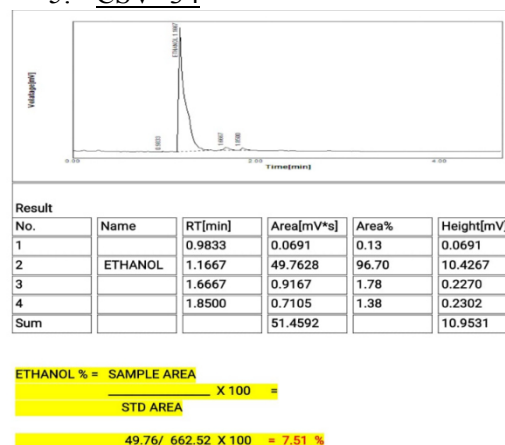 5. CSV 34
ETHANOL 1.1667
0.9833
1.6667
1.8500
Volatage[mV]
0.00 2.00 4.00
Time[min]
Result
No. Name RT[min] Area[mV*s] Area% Height[mV]
1 0.9833 0.0691 0.13 0.0691
2 ETHANOL 1.1667 49.7628 96.70 10.4267
3 1.6667 0.9167 1.78 0.2270
4 1.8500 0.7105 1.38 0.2302
Sum 51.4592 10.9531
ETHANOL % = SAMPLE AREA
X 100 =
STD AREA
49.76/ 662.52 X 100 = 7.51 %